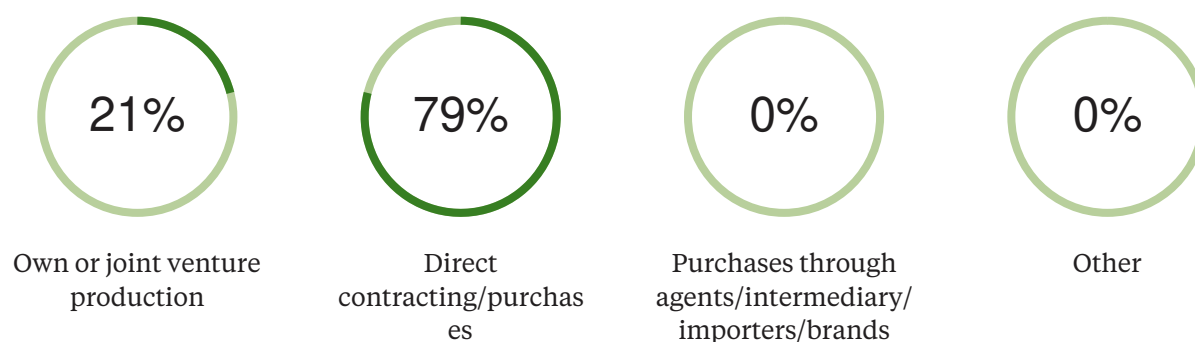 21%
79%
0%
0%
Own or joint venture
production
Direct
contracting/purchas
es
Purchases through
agents/intermediary/
importers/brands
Other